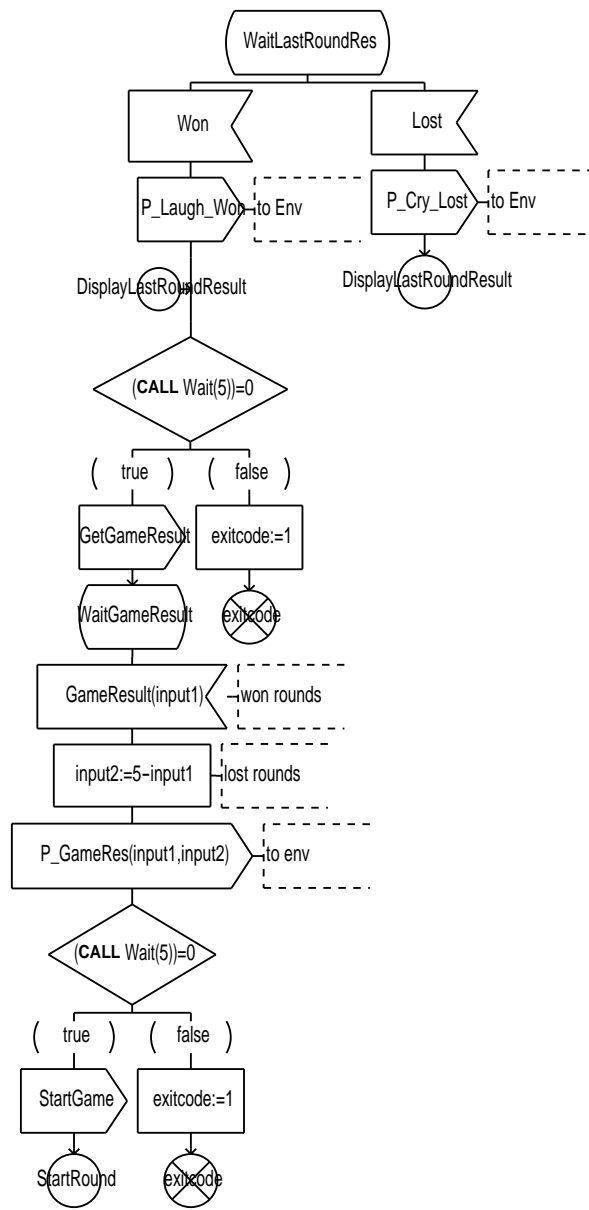 WaitLastRoundRes
Won
Lost
P_Laugh_Won
to Env
P_Cry_Lost
to Env
DisplayLastRoundResult
DisplayLastRoundResult
(CALL Wait(5))=0
( true )
( false )
GetGameResult
exitcode:=1
WaitGameResult
exitcode
GameResult(input1)
won rounds
input2:=5−input1
lost rounds
P_GameRes(input1,input2)
to env
(CALL Wait(5))=0
( true )
( false )
StartGame
exitcode:=1
StartRound
exitcode